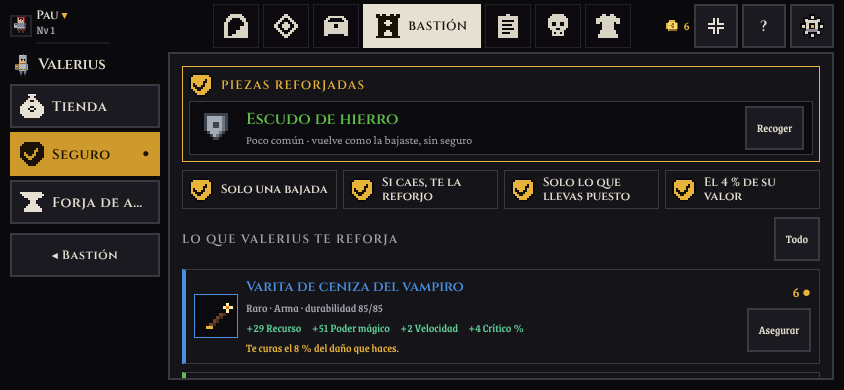 Pau ▾
Nv 1
BASTIÓN
6
?
Valerius
Tienda
Seguro
Forja de a...
◂ Bastión
PIEZAS REFORJADAS
Escudo de hierro
Poco común · vuelve como la bajaste, sin seguro
Recoger
Solo una bajada
Si caes, te la
reforjo
Solo lo que
llevas puesto
El 4 % de su
valor
LO QUE VALERIUS TE REFORJA
Todo
Varita de ceniza del vampiro
6
Raro · Arma · durabilidad 85/85
+29 Recurso +51 Poder mágico +2 Velocidad +4 Crítico %
Asegurar
Te curas el 8 % del daño que haces.